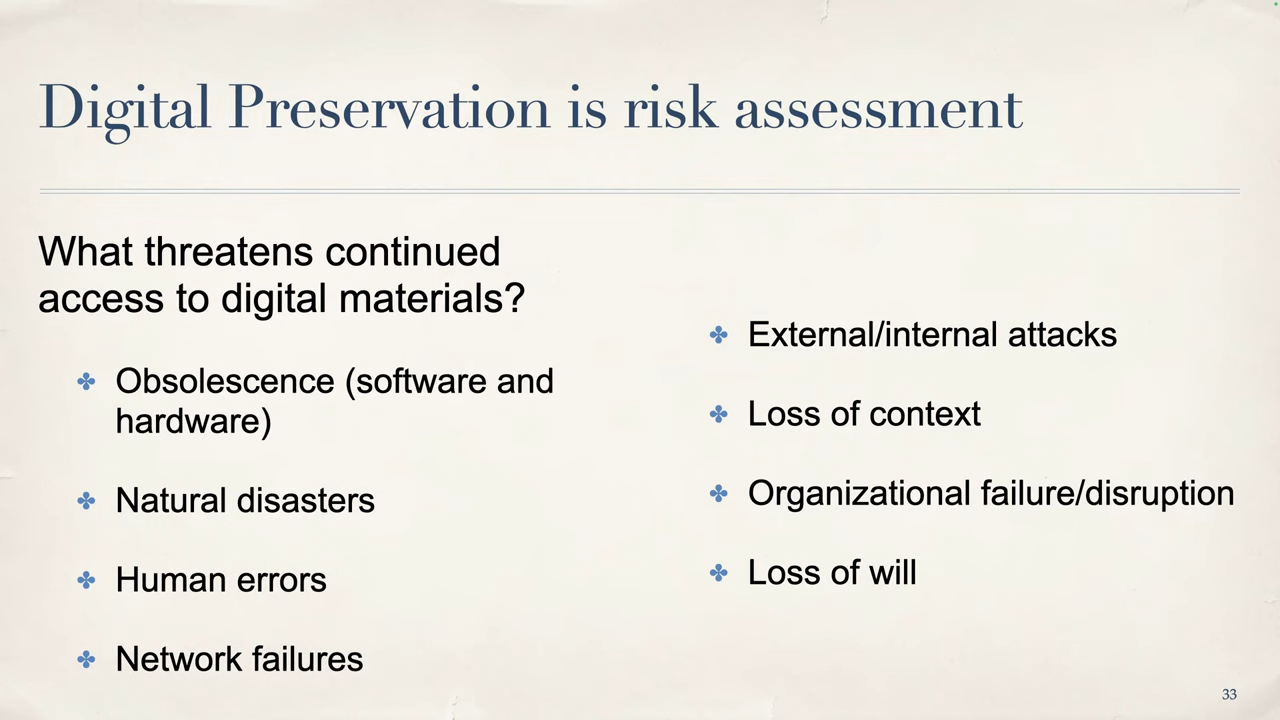 Digital Preservation is risk assessment
What threatens continued
access to digital materials?
Obsolescence (software and
hardware)
Natural disasters
Human errors
Network failures
External/internal attacks
Loss of context
Organizational failure/disruption
Loss of will
33